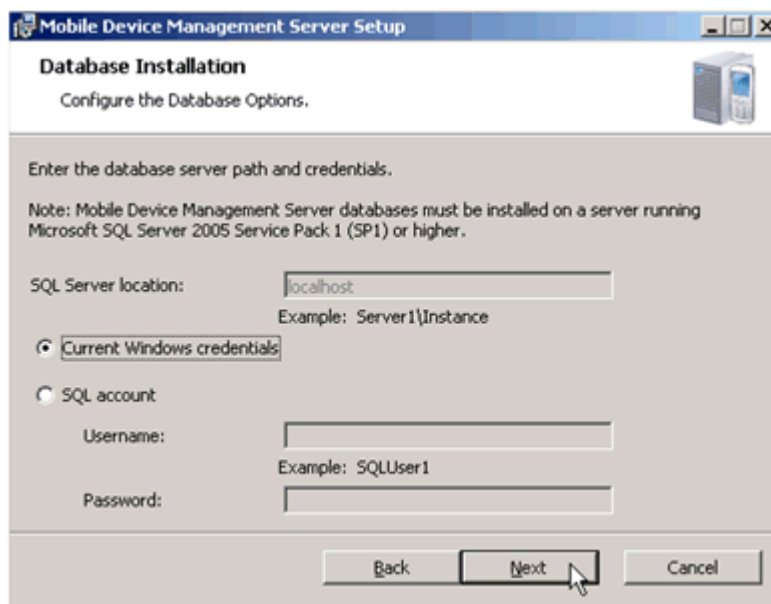 Mobile Device Management Server Setup
Database Installation
Configure the Database Options.
Enter the database server path and credentials.
Note: Mobile Device Management Server databases must be installed on a server running
Microsoft SQL Server 2005 Service Pack 1 (SP1) or higher.
SQL Server location: localhost
Example: Server1\Instance
Current Windows credentials
SQL account
Username:
Example: SQLUser1
Password:
Back Next Cancel